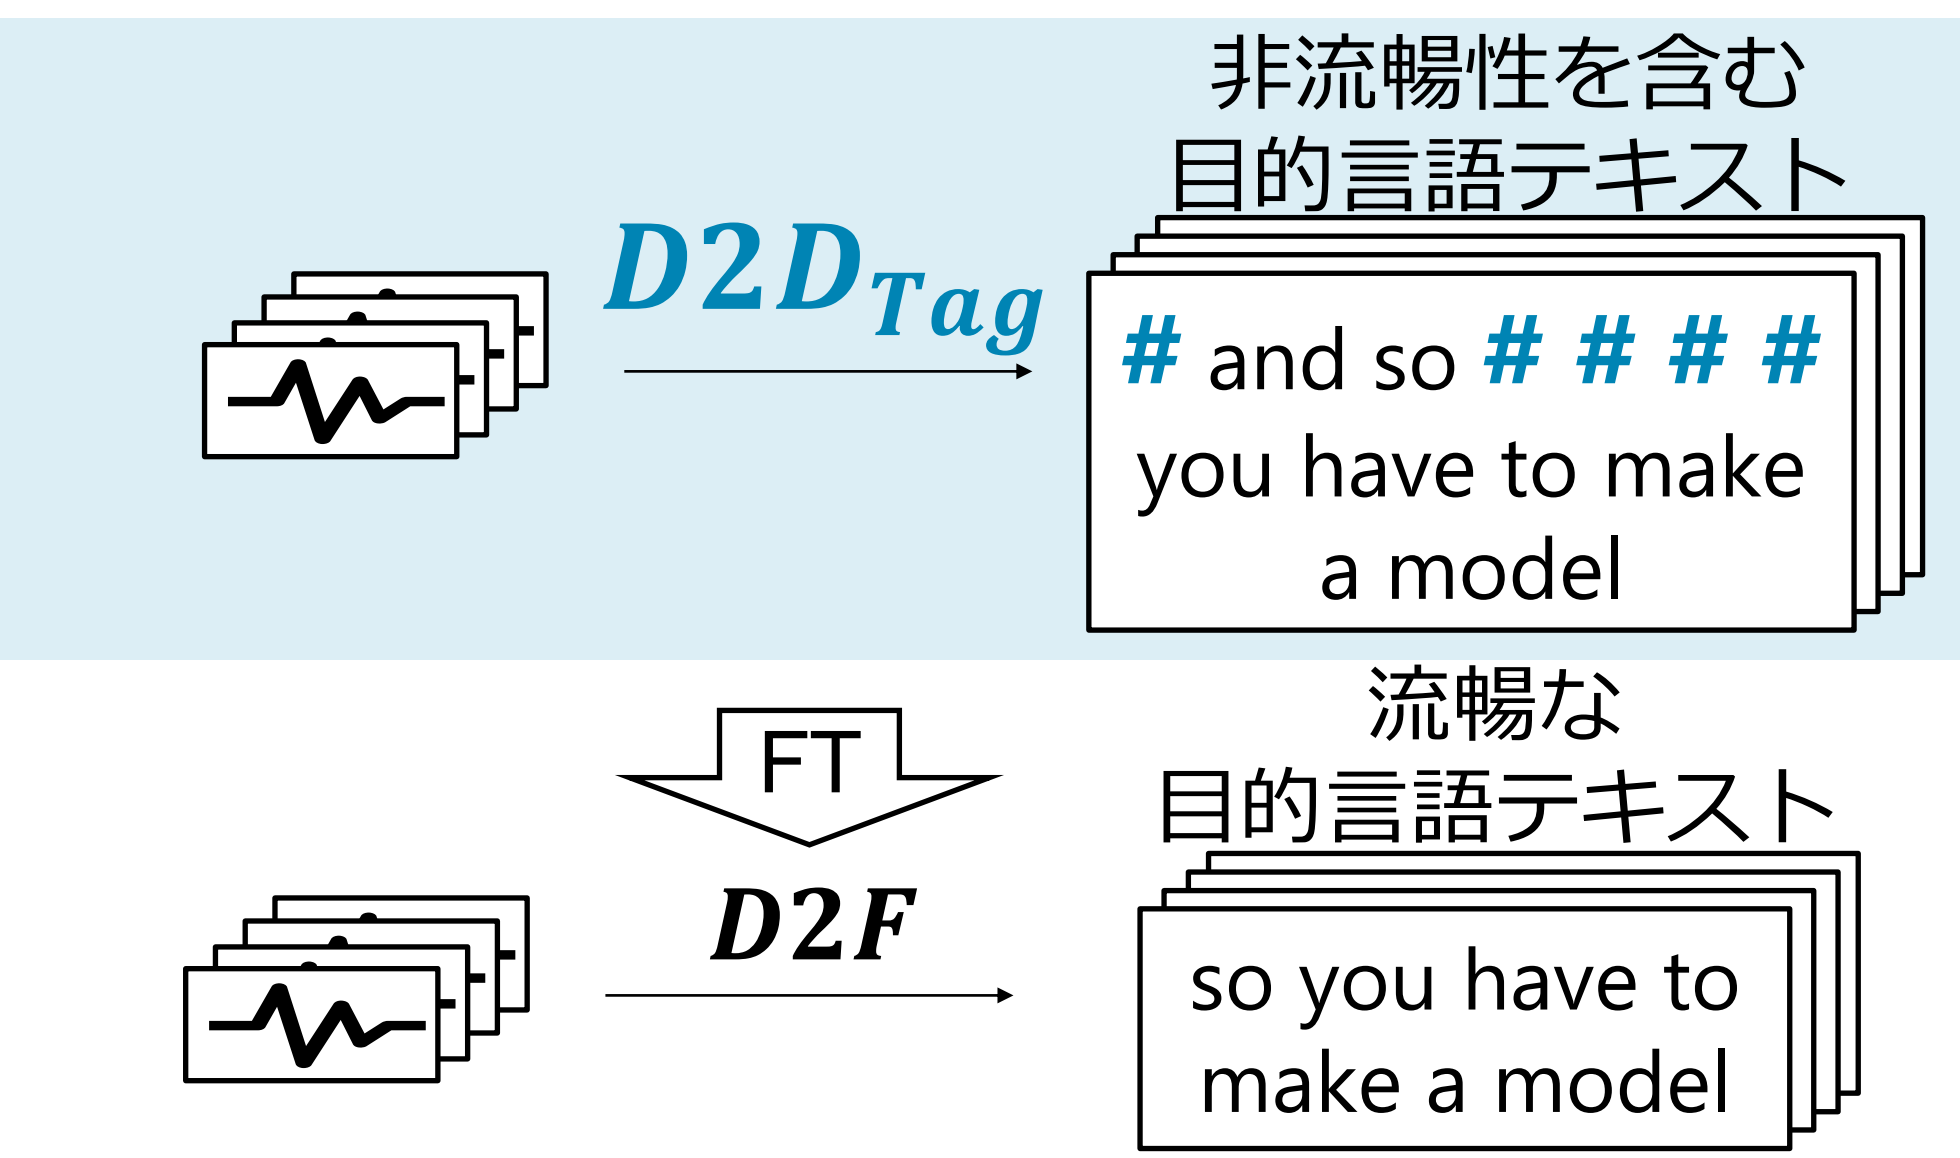 非流暢性を含む
目的言語テキスト
D2D_Tag
# and so # # # #
you have to make
a model
FT
流暢な
目的言語テキスト
D2F
so you have to
make a model